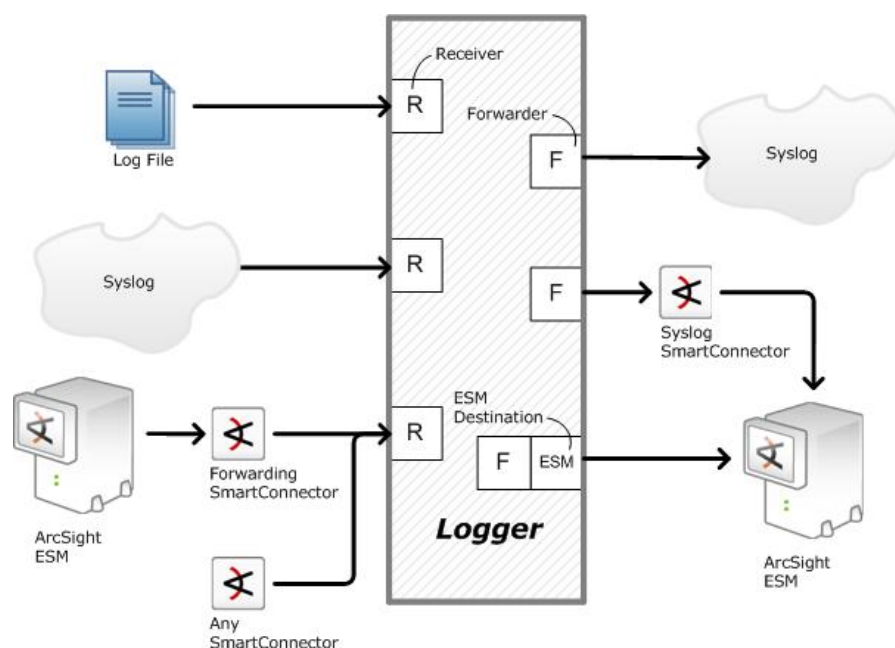 Receiver
R
Log File
Forwarder
F
Syslog
Syslog
R
F
Syslog
SmartConnector
ArcSight
ESM
Forwarding
SmartConnector
R
ESM
Destination
F
ESM
Logger
ArcSight
ESM
Any
SmartConnector